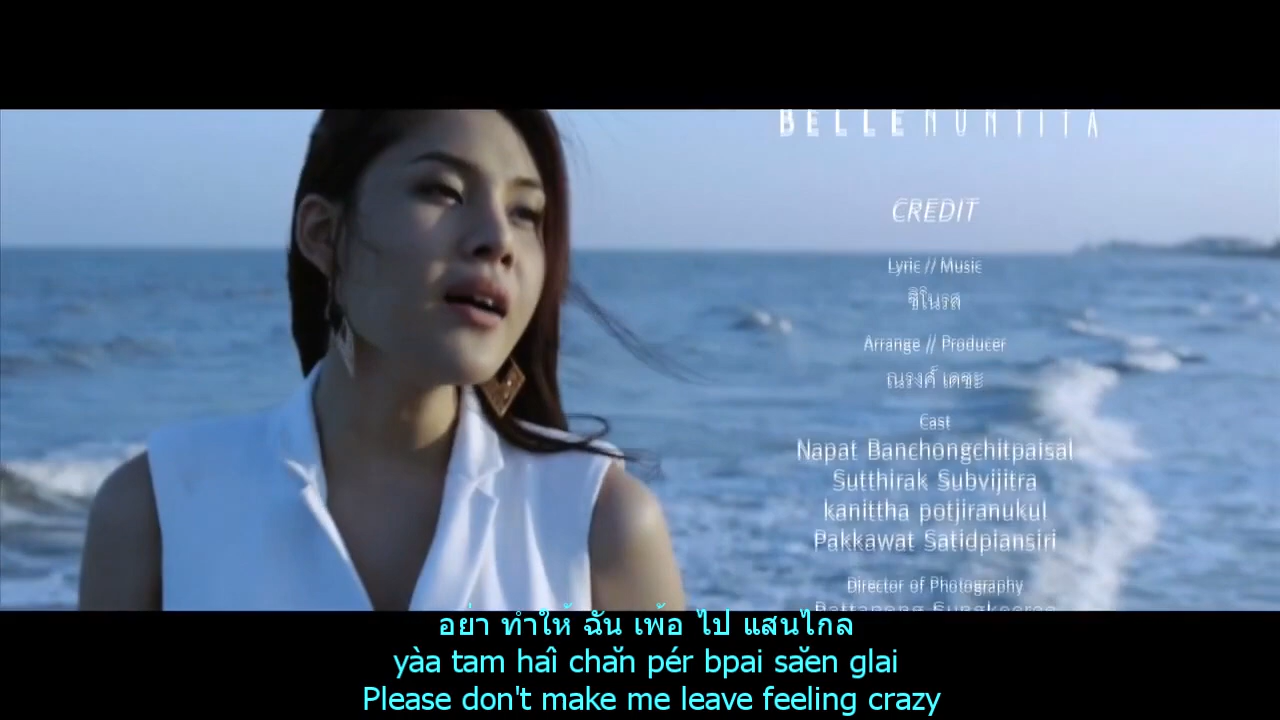 BELLE NUNTITA
CREDIT
Lyric // Music
ซิโนรส
Arrange // Producer
ณรงค์ เดชะ
Cast
Napat Banchongchitpaisal
Sutthirak Subvijitra
kanittha potjiranukul
Pakkawat Satidpiansiri
Director of Photography
อย่า ทำให้ ฉัน เพ้อ ไป แสนไกล
yàa tam haî chăn pér bpai săen glai
Please don't make me leave feeling crazy